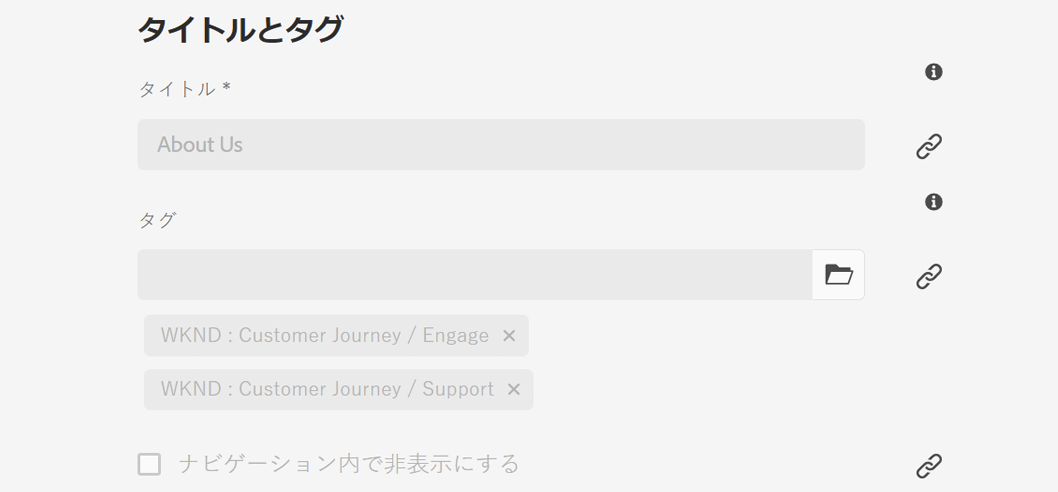 タイトルとタグ
タイトル *
About Us
タグ
WKND : Customer Journey / Engage
WKND : Customer Journey / Support
ナビゲーション内で非表示にする